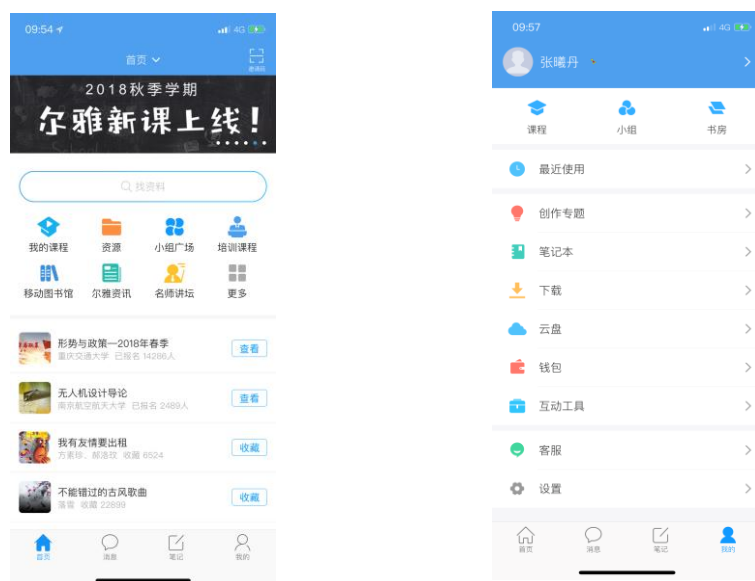 09:54
4G
首页
邀请码
2018秋季学期
尔雅新课上线！
找资料
我的课程
资源
小组广场
培训课程
移动图书馆
尔雅资讯
名师讲坛
更多
形势与政策—2018年春季
重庆交通大学 已报名 14286人
查看
无人机设计导论
南京航空航天大学 已报名 2489人
查看
我有友情要出租
方素珍、郝洛玟 收藏 6524
收藏
不能错过的古风歌曲
落雪 收藏 22899
收藏
首页
消息
笔记
我的
09:57
4G
张曦丹
课程
小组
书房
最近使用
创作专题
笔记本
下载
云盘
钱包
互动工具
客服
设置
首页
消息
笔记
我的